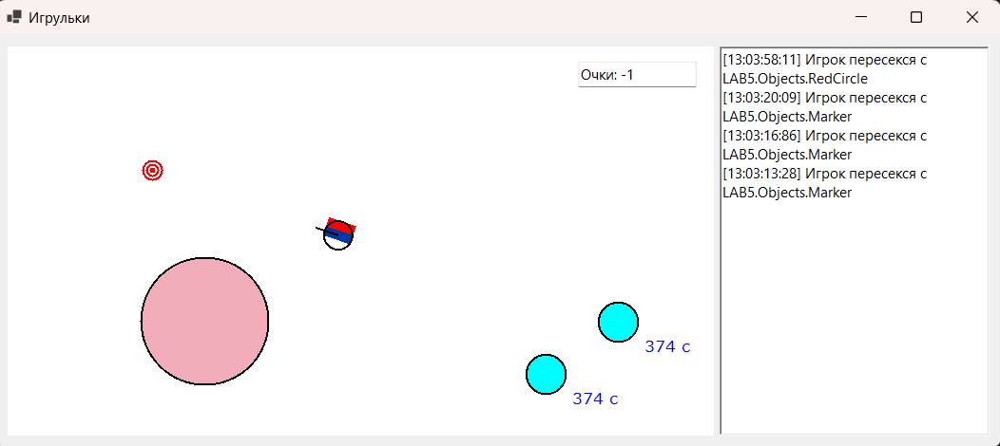 Игрульки
Очки: -1
374 с
374 с
[13:03:58:11] Игрок пересекся с
LAB5.Objects.RedCircle
[13:03:20:09] Игрок пересекся с
LAB5.Objects.Marker
[13:03:16:86] Игрок пересекся с
LAB5.Objects.Marker
[13:03:13:28] Игрок пересекся с
LAB5.Objects.Marker